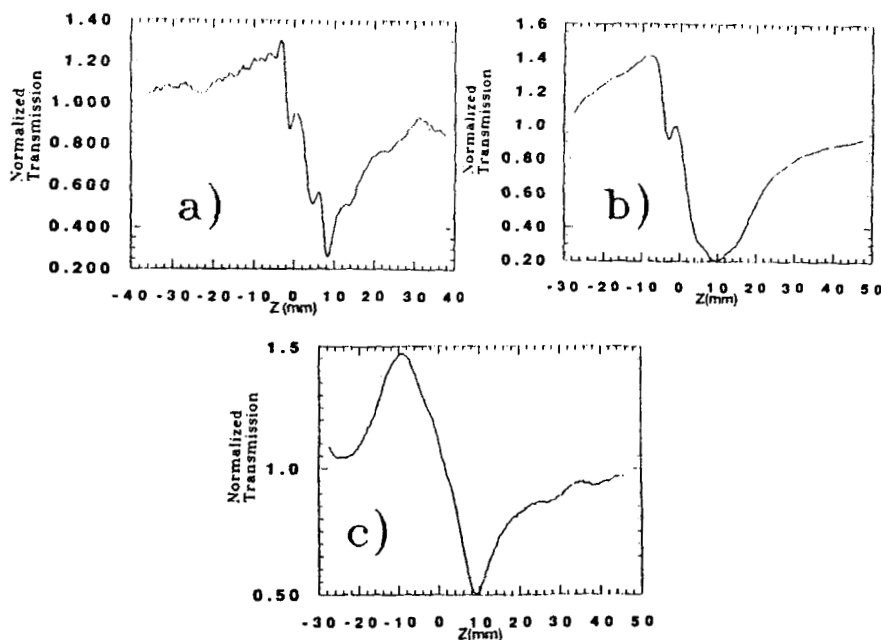 Normalized
Transmission
1.40
1.20
1.000
0.800
0.600
0.400
0.200
a)
-40 -30 -20 -10 0 10 20 30 40
Z(mm)
Normalized
Transmission
1.6
1.4
1.2
1.0
0.80
0.60
0.40
0.20
b)
-30 -20 -10 0 10 20 30 40 50
Z(mm)
Normalized
Transmission
1.5
1.0
0.50
c)
-30 -20 -10 0 10 20 30 40 50
Z(mm)